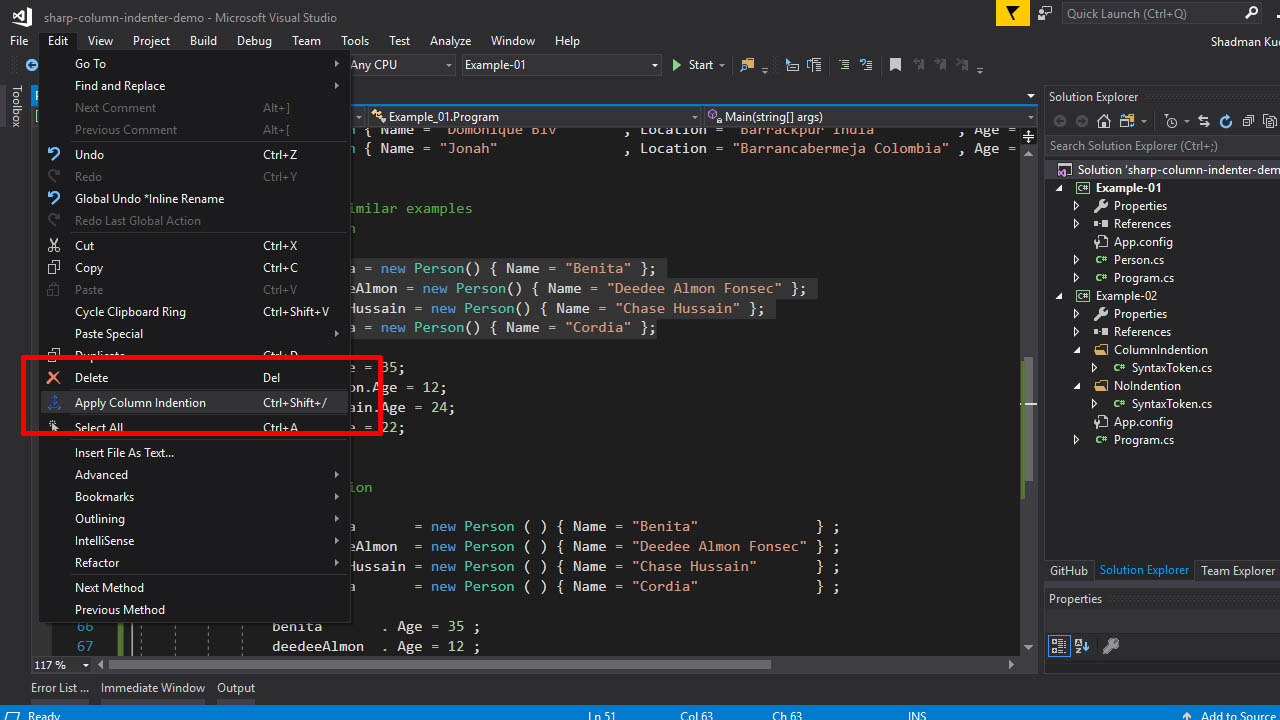 sharp-column-indenter-demo - Microsoft Visual Studio
Quick Launch (Ctrl+Q)
File Edit View Project Build Debug Team Tools Test Analyze Window Help
Shadman Kuc
Any CPU Example-01 Start
Toolbox
Example_01.Program Main(string[] args)
{ Name = "Domonique Biv" , Location = "Barrackpur India" , Age =
{ Name = "Jonah" , Location = "Barrancabermeja Colombia" , Age =
imilar examples
a = new Person() { Name = "Benita" };
eAlmon = new Person() { Name = "Deedee Almon Fonsec" };
Hussain = new Person() { Name = "Chase Hussain" };
a = new Person() { Name = "Cordia" };
e = 35;
on.Age = 12;
ain.Age = 24;
e = 22;
ion
a = new Person ( ) { Name = "Benita" } ;
eAlmon = new Person ( ) { Name = "Deedee Almon Fonsec" } ;
Hussain = new Person ( ) { Name = "Chase Hussain" } ;
a = new Person ( ) { Name = "Cordia" } ;
66 benita . Age = 35 ;
67 deedeeAlmon . Age = 12 ;
Go To
Find and Replace
Next Comment Alt+]
Previous Comment Alt+[
Undo Ctrl+Z
Redo Ctrl+Y
Global Undo *Inline Rename
Redo Last Global Action
Cut Ctrl+X
Copy Ctrl+C
Paste Ctrl+V
Cycle Clipboard Ring Ctrl+Shift+V
Paste Special
Duplicate Ctrl+D
Delete Del
Apply Column Indention Ctrl+Shift+/
Select All Ctrl+A
Insert File As Text...
Advanced
Bookmarks
Outlining
IntelliSense
Refactor
Next Method
Previous Method
117 %
Error List ... Immediate Window Output
Ready Ln 51 Col 63 Ch 63 INS Add to Source
Solution Explorer
Search Solution Explorer (Ctrl+;)
Solution 'sharp-column-indenter-demo
Example-01
Properties
References
App.config
Person.cs
Program.cs
Example-02
Properties
References
ColumnIndention
SyntaxToken.cs
NoIndention
SyntaxToken.cs
App.config
Program.cs
GitHub Solution Explorer Team Explorer
Properties